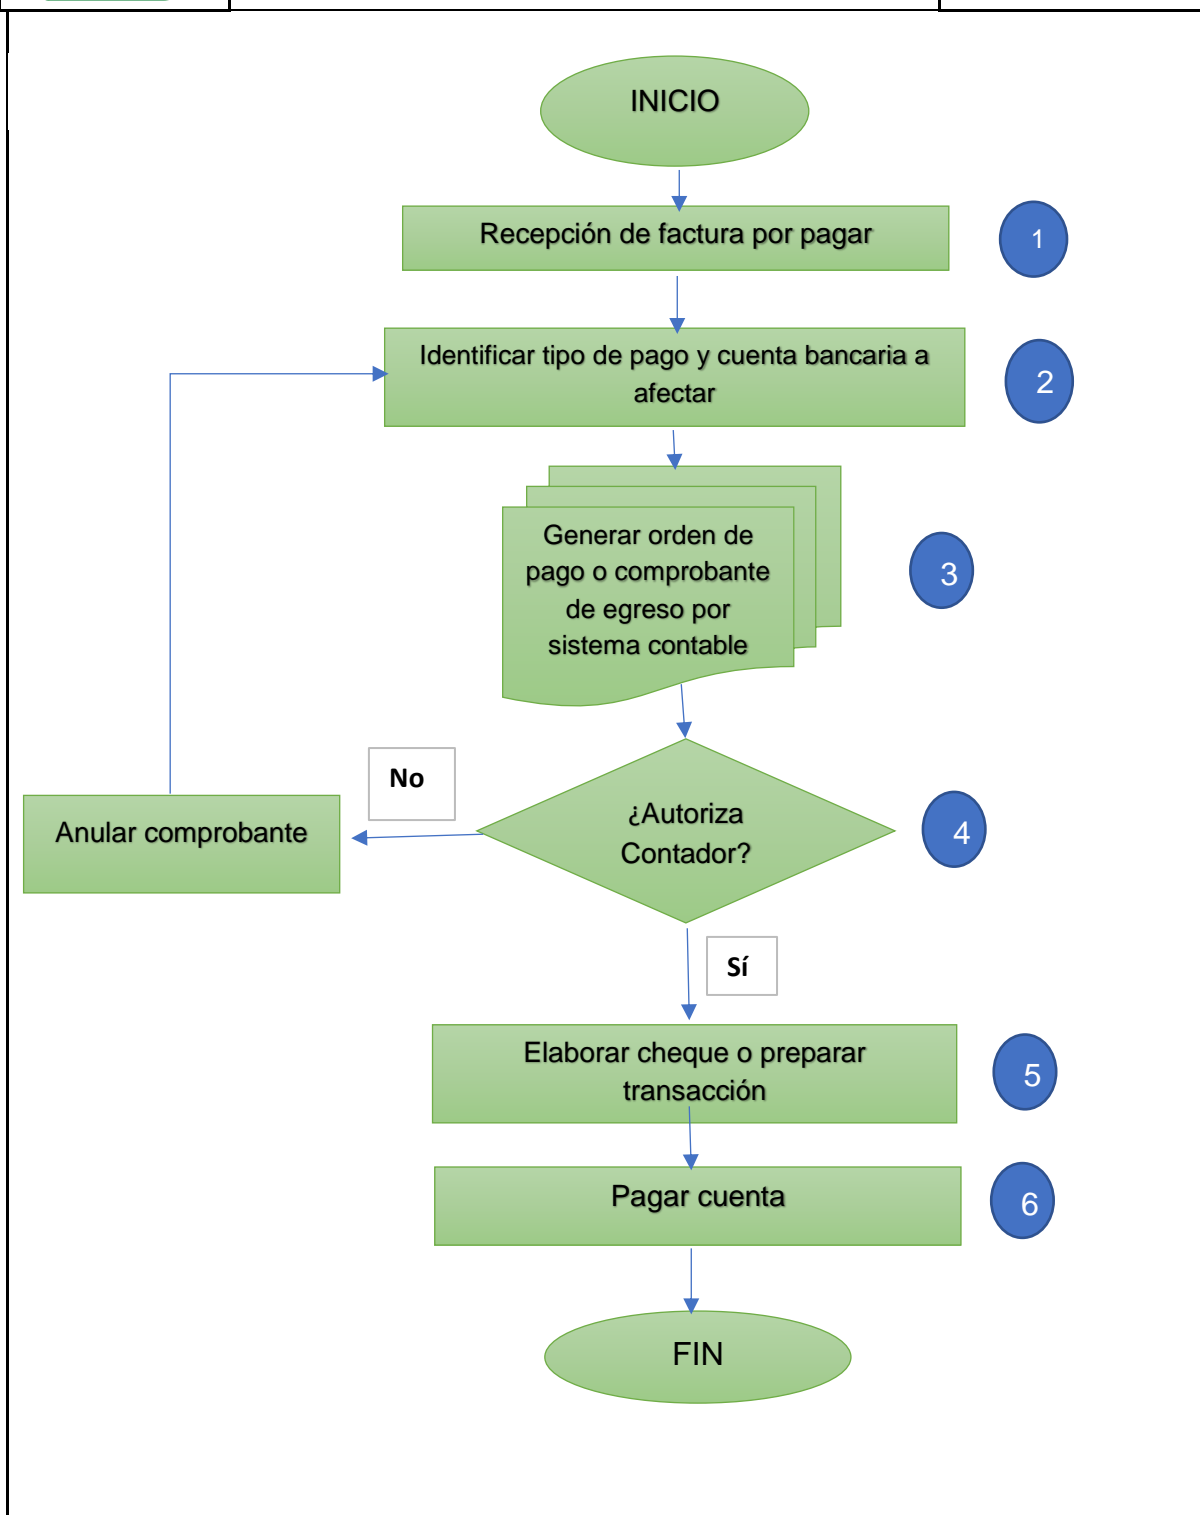 INICIO
Recepción de factura por pagar
1
Identificar tipo de pago y cuenta bancaria a
afectar
2
Generar orden de
pago o comprobante
de egreso por
sistema contable
3
No
Anular comprobante
¿Autoriza
Contador?
4
Sí
Elaborar cheque o preparar
transacción
5
Pagar cuenta
6
FIN